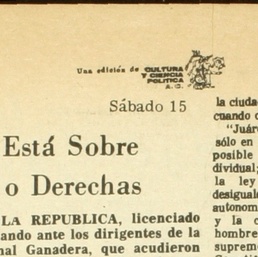 Una edición de CULTURA
Y CIENCIA
POLITICA
A.C.
Sábado 15
Está Sobre
o Derechas
LA REPUBLICA, licenciado
ando ante los dirigentes de la
nal Ganadera, que acudieron
la ciuda
cuando
"Juár
sólo en
posible
dividual;
la ley
desigual
autonom
y la c
hombre
suprem